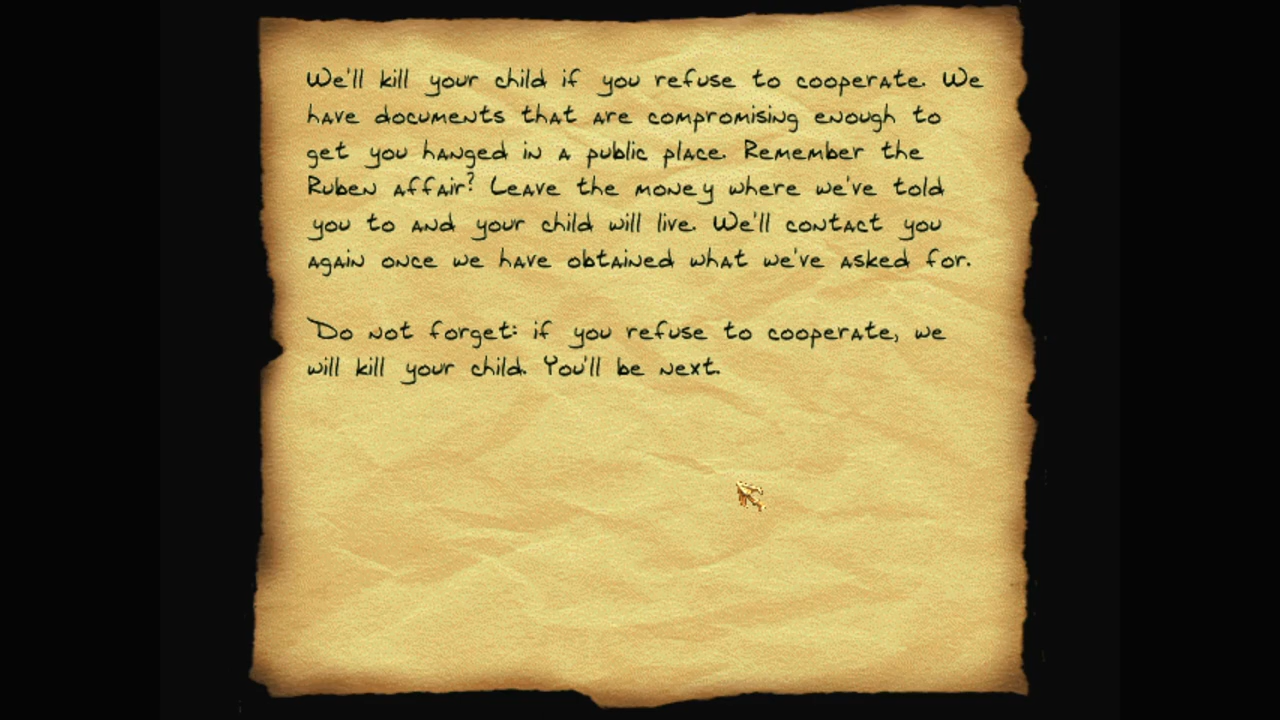 We'll kill your child if you refuse to cooperate. We
have documents that are compromising enough to
get you hanged in a public place. Remember the
Ruben affair? Leave the money where we've told
you to and your child will live. We'll contact you
again once we have obtained what we've asked for.
Do not forget: if you refuse to cooperate, we
will kill your child. You'll be next.